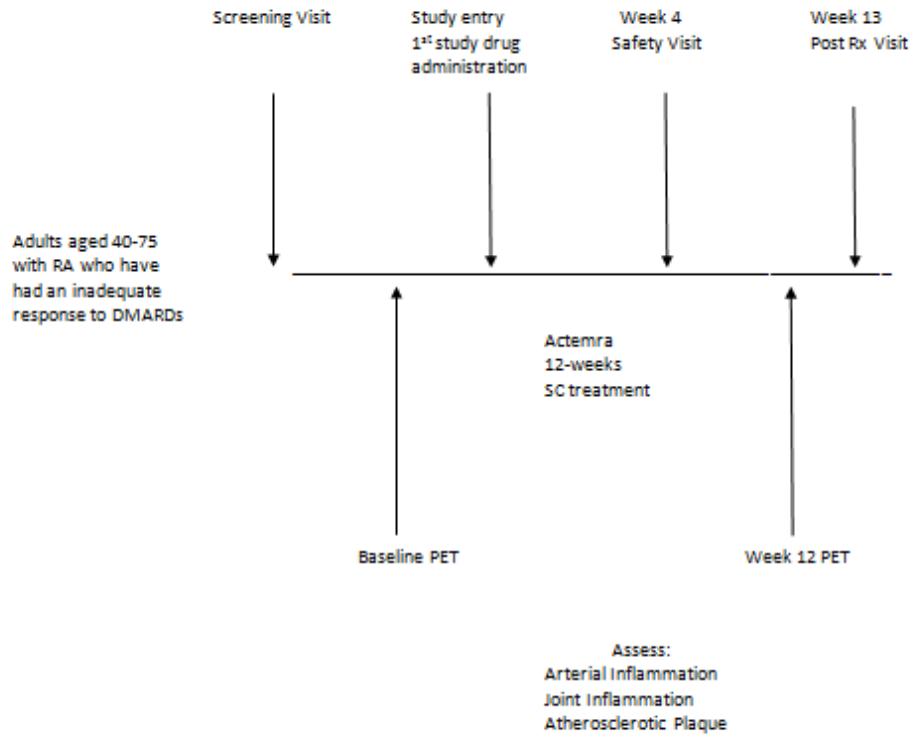 Screening Visit
Study entry
1st study drug
administration
Week 4
Safety Visit
Week 13
Post Rx Visit
Adults aged 40-75
with RA who have
had an inadequate
response to DMARDs
Actemra
12-weeks
SC treatment
Baseline PET
Week 12 PET
Assess:
Arterial Inflammation
Joint Inflammation
Atherosclerotic Plaque